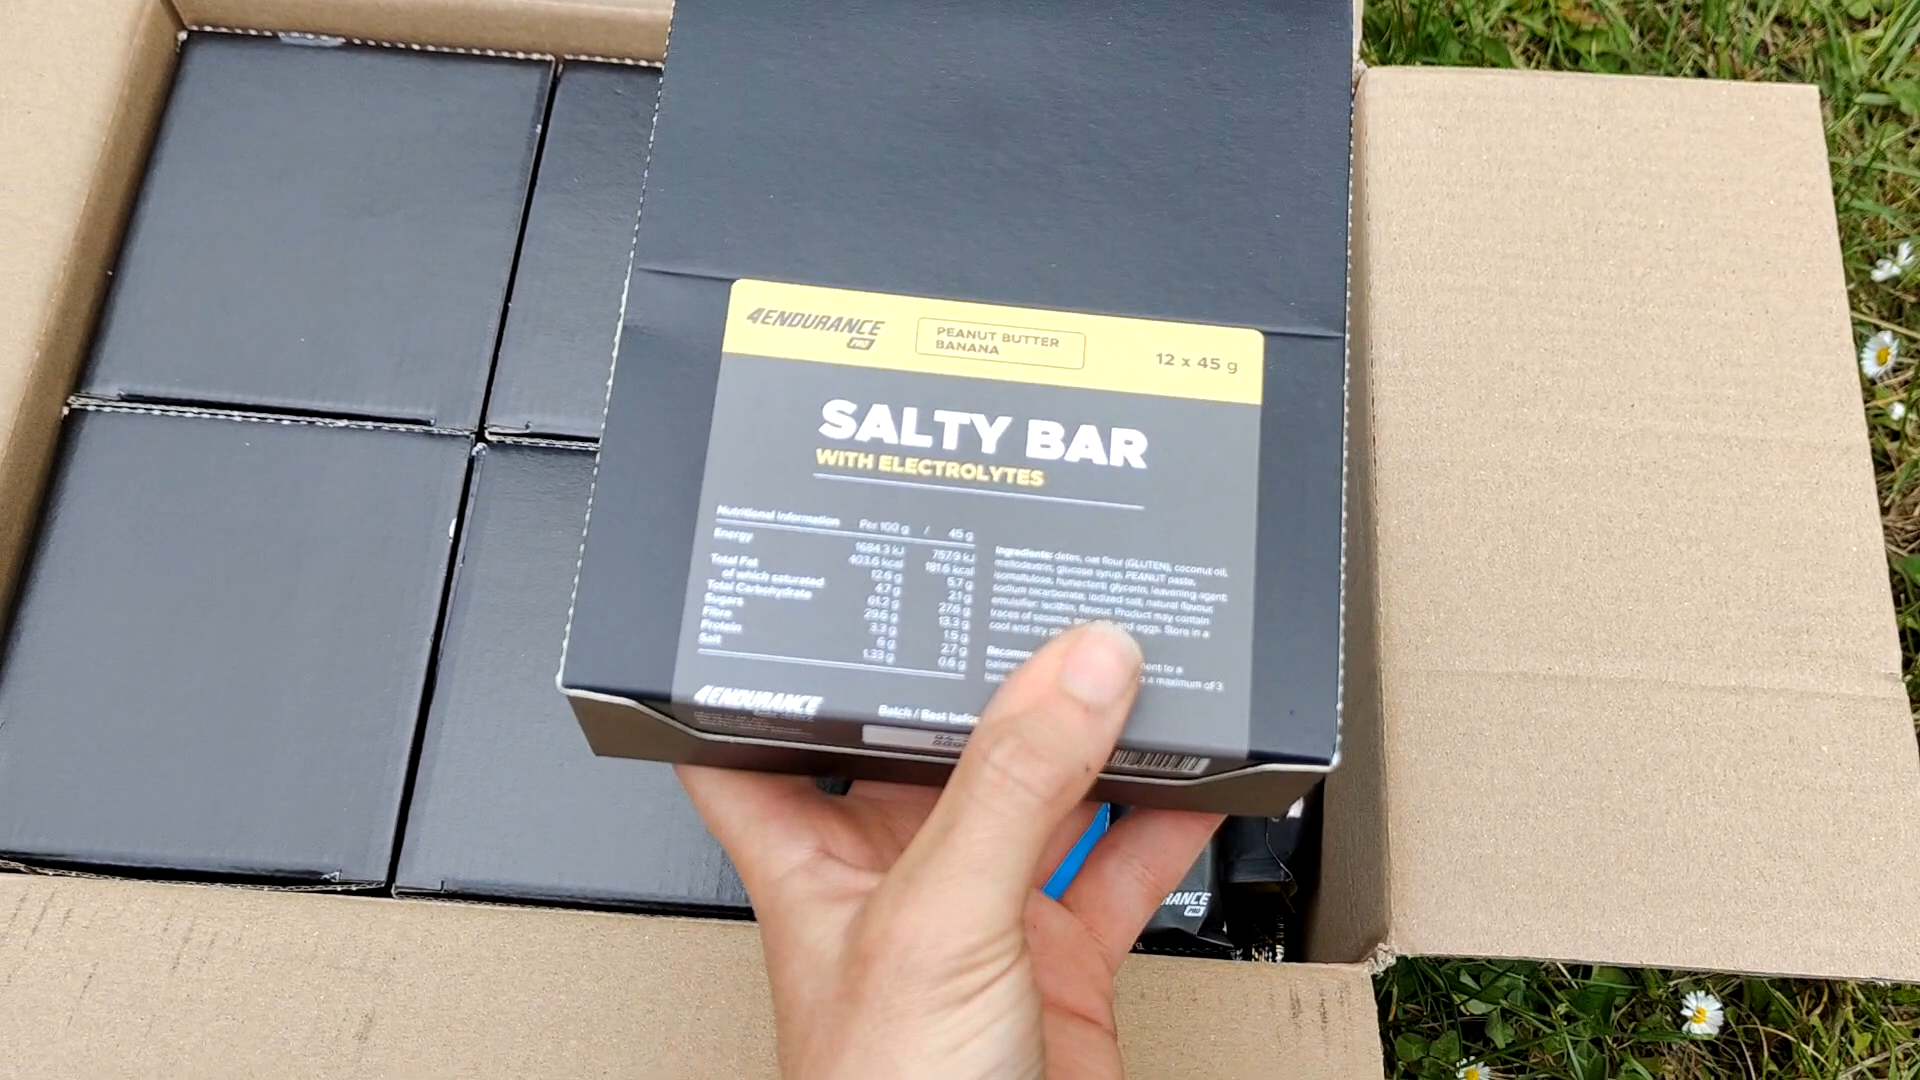 4ENDURANCE
PRO
PEANUT BUTTER
BANANA
12 x 45 g
SALTY BAR
WITH ELECTROLYTES
Nutritional information Per 100 g / 45 g
Energy 1684.3 kJ 757.9 kJ
403.6 kcal 181.6 kcal
Total Fat 12.6 g 5.7 g
of which saturated 4.7 g 2.1 g
Total Carbohydrate 61.2 g 27.6 g
Sugars 29.6 g 13.3 g
Fibre 3.3 g 1.5 g
Protein 6 g 2.7 g
Salt 1.33 g 0.6 g
Ingredients: dates, oat flour (GLUTEN), coconut oil,
maltodextrin, glucose syrup, PEANUT paste,
isomaltulose, humectant: glycerin, leavening agent:
sodium bicarbonate, iodized salt, natural flavour,
emulsifier: lecithin, flavour. Product may contain
traces of sesame, and eggs. Store in a
cool and dry
to a
a maximum of 3
4ENDURANCE
Batch / Best
RANCE
PRO